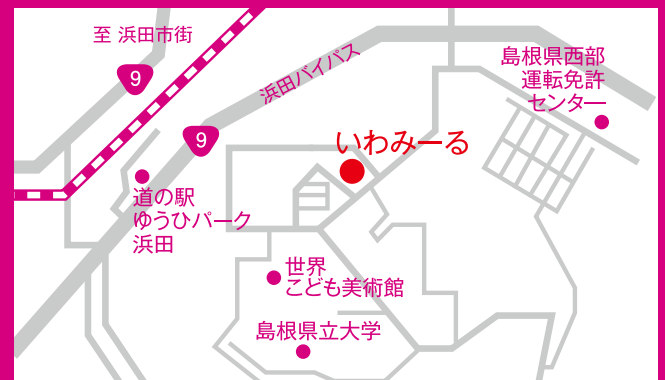 至 浜田市街
9
浜田バイパス
9
島根県西部
運転免許
センター
いわみーる
道の駅
ゆうひパーク
浜田
世界
こども美術館
島根県立大学